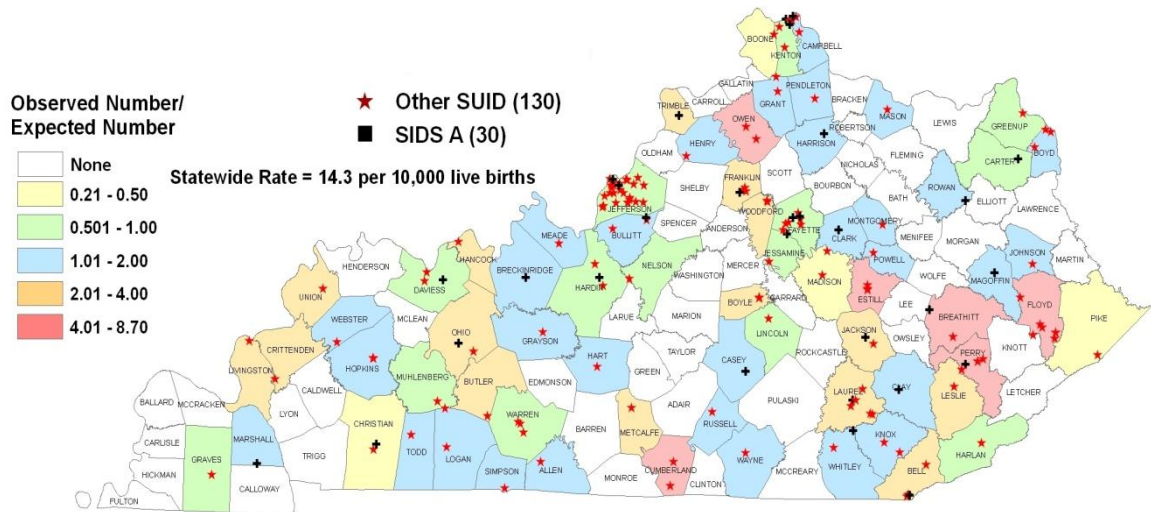 Observed Number/
Expected Number
None
0.21 - 0.50
0.501 - 1.00
1.01 - 2.00
2.01 - 4.00
4.01 - 8.70
Other SUID (130)
SIDS A (30)
Statewide Rate = 14.3 per 10,000 live births
BOONE
KENTON
CAMPBELL
GALLATIN
PENDLETON
CARROLL
GRANT
BRACKEN
TRIMBLE
OWEN
MASON
LEWIS
GREENUP
ROBERTSON
HENRY
HARRISON
FLEMING
CARTER
BOYD
OLDHAM
NICHOLAS
FRANKLIN
SCOTT
SHELBY
BOURBON
ROWAN
BATH
ELLIOTT
JEFFERSON
WOODFORD
LAWRENCE
SPENCER
ANDERSON
FAYETTE
MONTGOMERY
BULLITT
CLARK
MENIFEE
MORGAN
MEADE
JESSAMINE
POWELL
JOHNSON
MARTIN
HANCOCK
BRECKINRIDGE
NELSON
MERCER
WASHINGTON
MADISON
WOLFE
MAGOFFIN
HENDERSON
DAVIESS
HARDIN
ESTILL
LEE
FLOYD
UNION
BOYLE
GARRARD
BREATHITT
PIKE
WEBSTER
MCLEAN
LARUE
MARION
LINCOLN
JACKSON
OWSLEY
KNOTT
OHIO
GRAYSON
CRITTENDEN
HART
TAYLOR
CASEY
ROCKCASTLE
PERRY
HOPKINS
GREEN
LIVINGSTON
MUHLENBERG
BUTLER
EDMONSON
CLAY
LESLIE
LETCHER
CALDWELL
ADAIR
PULASKI
LAUREL
BALLARD
MCCRACKEN
LYON
WARREN
BARREN
METCALFE
RUSSELL
CHRISTIAN
KNOX
CARLISLE
MARSHALL
TODD
LOGAN
HARLAN
GRAVES
TRIGG
ALLEN
WAYNE
WHITLEY
BELL
HICKMAN
SIMPSON
CUMBERLAND
MCCREARY
FULTON
CALLOWAY
MONROE
CLINTON